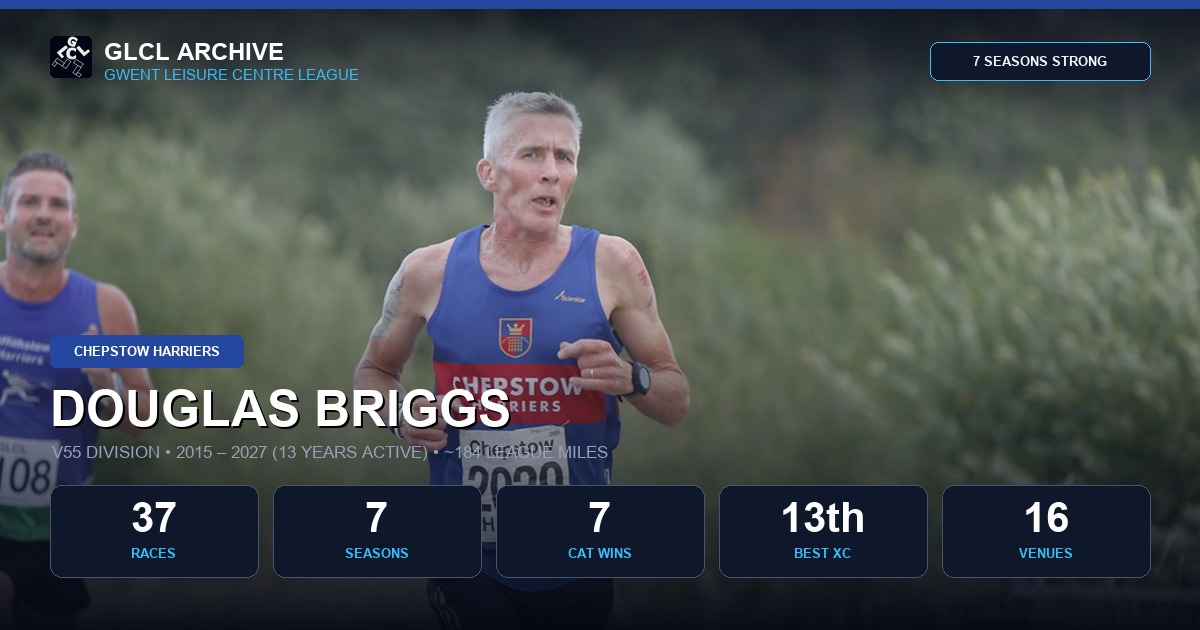 GLCL ARCHIVE
GWENT LEISURE CENTRE LEAGUE
7 SEASONS STRONG
Scimitar
CHEPSTOW HARRIERS
CHEPSTOW
HARRIERS
Harriers
DOUGLAS BRIGGS
Chepstow
V55 DIVISION • 2015 – 2027 (13 YEARS ACTIVE) • ~184 LEAGUE MILES
108
37
RACES
7
SEASONS
7
CAT WINS
13th
BEST XC
16
VENUES